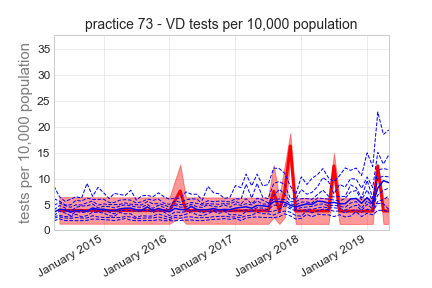 practice 73 - VD tests per 10,000 population
tests per 10,000 population
35
30
25
20
15
10
5
0
January 2015
January 2016
January 2017
January 2018
January 2019